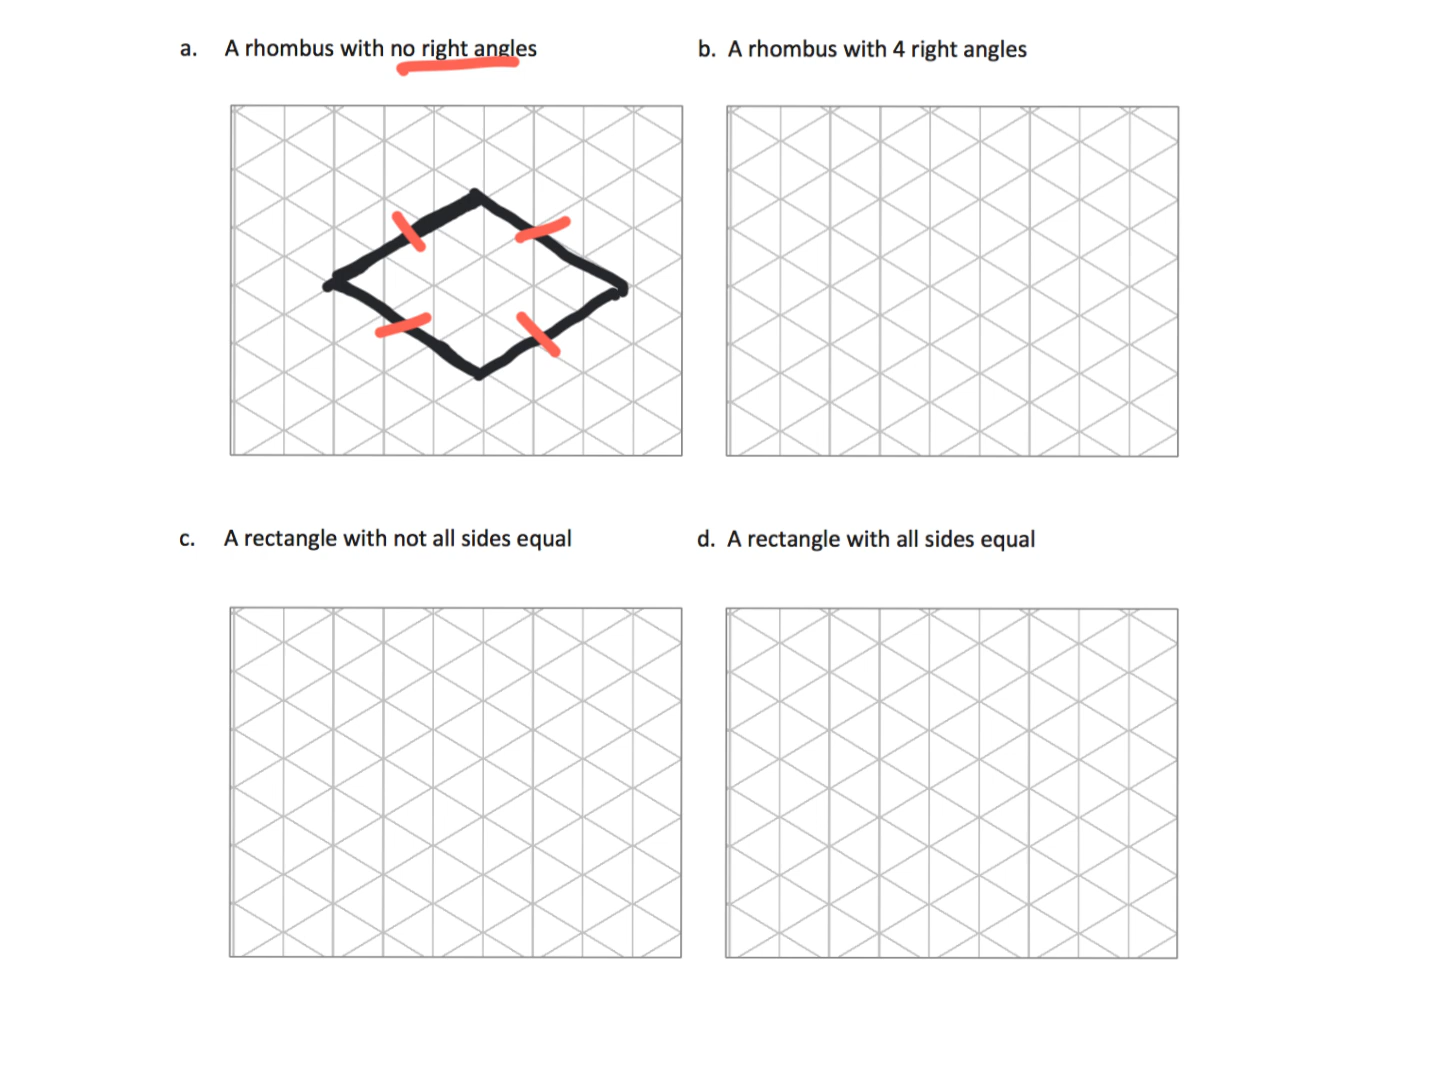 a. A rhombus with no right angles
b. A rhombus with 4 right angles
c. A rectangle with not all sides equal
d. A rectangle with all sides equal